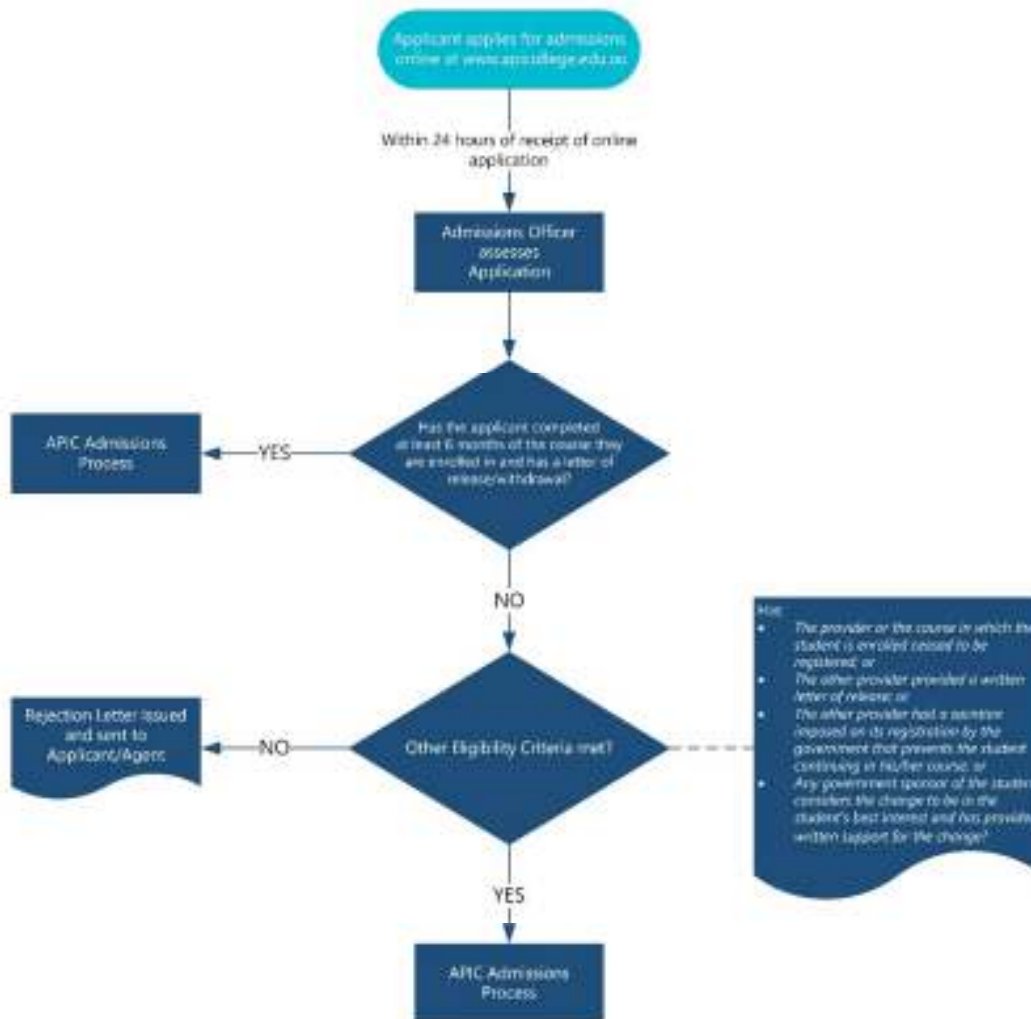 Applicant applies for admissions
online at www.apicollege.edu.au
Within 24 hours of receipt of online
application
Admissions Officer
assesses
Application
Has the applicant completed
at least 6 months of the course they
are enrolled in and has a letter of
release/withdrawal?
YES
APIC Admissions
Process
NO
Other Eligibility Criteria met?
NO
Rejection Letter Issued
and sent to
Applicant/Agent
Has:
• The provider or the course in which the
student is enrolled ceased to be
registered; or
• The other provider provided a written
letter of release; or
• The other provider had a sanction
imposed on its registration by the
government that prevents the student
continuing in his/her course; or
• Any government sponsor of the student
considers the change to be in the
student's best interest and has provided
written support for the change?
YES
APIC Admissions
Process